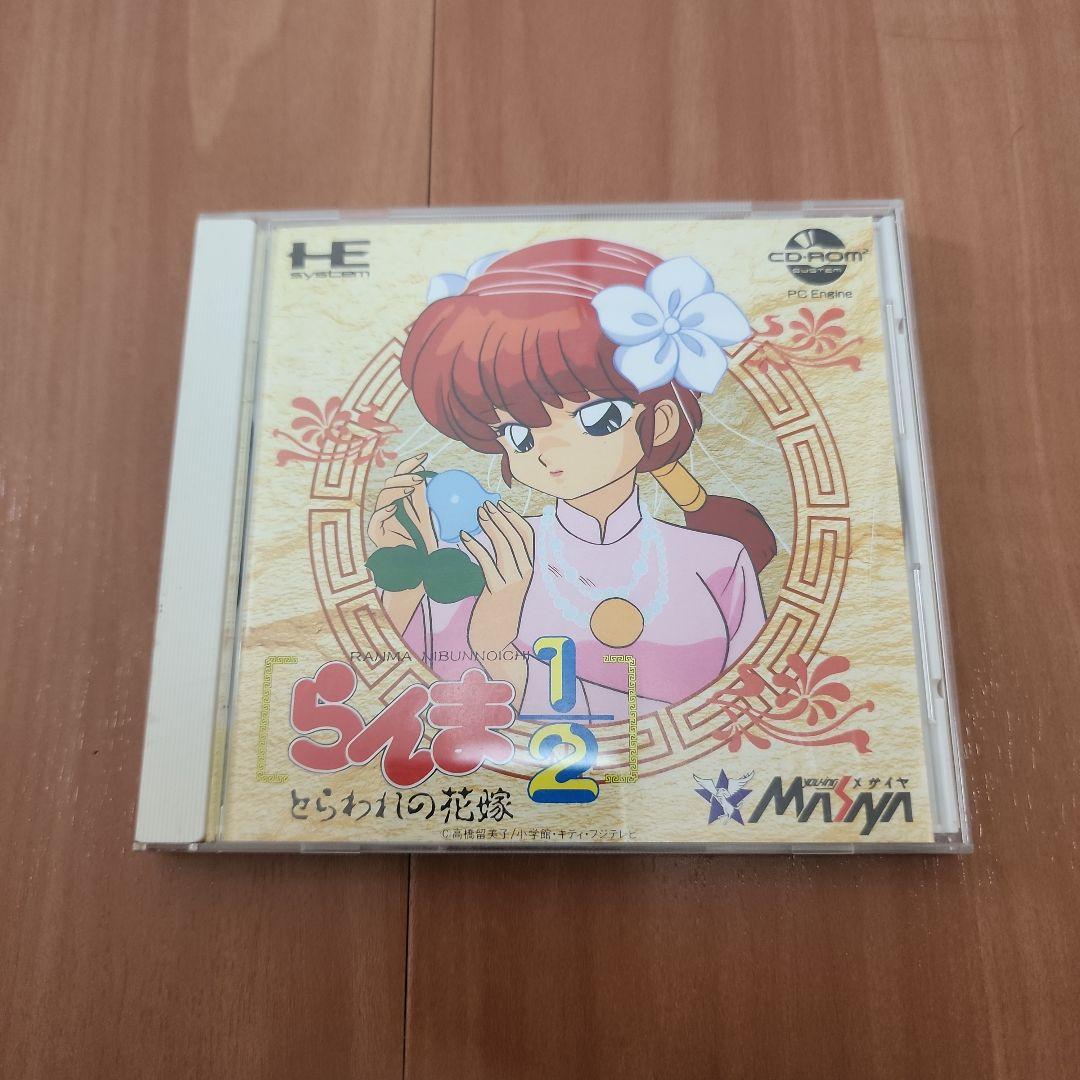 HE
system
CD-ROM²
SYSTEM
PC Engine
RANMA NIBUNNOICHI
らんま
1
2
とらわれの花嫁
©高橋留美子/小学館・キティ・フジテレビ
メサイヤ
MASAYA